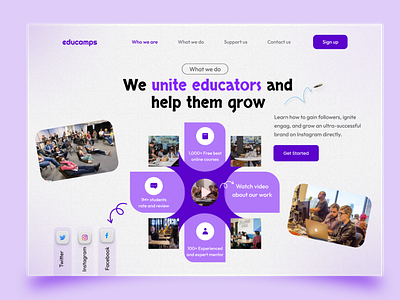 educamps
Who we are
What we do
Support us
Contact us
Sign up
What we do
We unite educators and
help them grow
Learn how to gain followers, ignite
engag, and grow an ultra-successful
brand on Instagram directly.
Get Started
1,000+ Free best
online courses
1M+ students
rate and review
Watch video
about our work
100+ Experienced
and expert mentor
Twitter
Instagram
Facebook